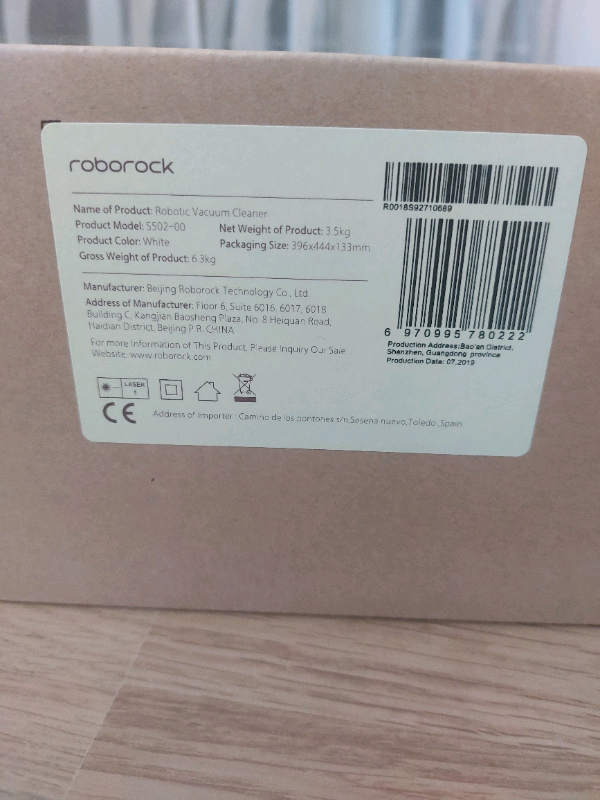 roborock
Name of Product: Robotic Vacuum Cleaner
Product Model: S502-00
Net Weight of Product: 3.5kg
Product Color: White
Packaging Size: 396x444x133mm
Gross Weight of Product: 6.3kg
Manufacturer: Beijing Roborock Technology Co., Ltd.
Address of Manufacturer: Floor 6, Suite 6016, 6017, 6018
Building C, Kangjian Baosheng Plaza, No. 8 Heiquan Road,
Haidian District, Beijing P.R. CHINA
For more Information of This Product, Please Inquiry Our Sale
Website: www.roborock.com
LASER
1
CE
Address of Importer: Camino de los pontones s/n,Sesena nuevo,Toledo ,Spain
R0018S92710689
6 970995 780222
Production Address:Bao'an District,
Shenzhen, Guangdong province
Production Date: 07.2019